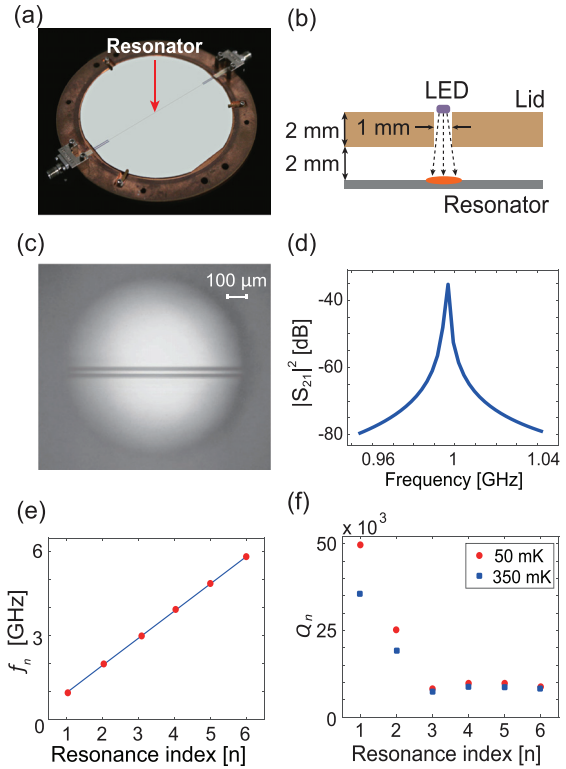 (a)
Resonator
(b)
LED
Lid
2 mm
1 mm
2 mm
Resonator
(c)
100 µm
(d)
|S21|² [dB]
-40
-60
-80
0.96
1
1.04
Frequency [GHz]
(e)
fn [GHz]
6
3
0
1 2 3 4 5 6
Resonance index [n]
(f)
x 10³
Qn
50
25
0
50 mK
350 mK
1 2 3 4 5 6
Resonance index [n]